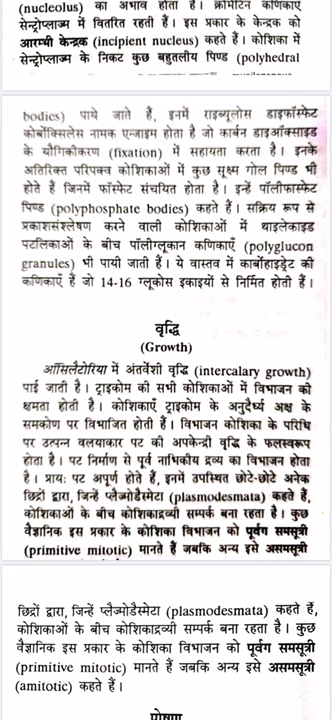 (nucleolus) का अभाव होता है। क्रोमेटिन कणिकाएँ
सेन्ट्रोप्लाज्म में वितरित रहती हैं। इस प्रकार के केन्द्रक को
आरम्भी केन्द्रक (incipient nucleus) कहते हैं। कोशिका में
सेन्ट्रोप्लाज्म के निकट कुछ बहुतलीय पिण्ड (polyhedral
bodies) पाये जाते हैं, इनमें राइब्यूलोस डाइफॉस्फेट
कोर्बोक्सिलेस नामक एन्जाइम होता है जो कार्बन डाइऑक्साइड
के यौगिकीकरण (fixation) में सहायता करता है। इनके
अतिरिक्त परिपक्व कोशिकाओं में कुछ सूक्ष्म गोल पिण्ड भी
होते हैं जिनमें फॉस्फेट संचयित होता है। इन्हें पॉलीफास्फेट
पिण्ड (polyphosphate bodies) कहते हैं। सक्रिय रूप से
प्रकाशसंश्लेषण करने वाली कोशिकाओं में थाइलेकाइड
पटलिकाओं के बीच पॉलीग्लूकान कणिकाएँ (polyglucon
granules) भी पायी जाती हैं। ये वास्तव में कार्बोहाइड्रेट की
कणिकाएँ हैं जो 14-16 ग्लूकोस इकाइयों से निर्मित होती हैं।
वृद्धि
(Growth)
ऑसिलैटोरिया में अंतर्वेशी वृद्धि (intercalary growth)
पाई जाती है। ट्राइकोम की सभी कोशिकाओं में विभाजन की
क्षमता होती है। कोशिकाएँ ट्राइकोम के अनुदैर्ध्य अक्ष के
समकोण पर विभाजित होती हैं। विभाजन कोशिका के परिधि
पर उत्पन्न वलयाकार पट की अपकेन्द्री वृद्धि के फलस्वरूप
होता है। पट निर्माण से पूर्व नाभिकीय द्रव्य का विभाजन होता
है। प्रायः पट अपूर्ण होते हैं, इनमें उपस्थित छोटे-छोटे अनेक
छिद्रों द्वारा, जिन्हें प्लैज्मोडैस्मेटा (plasmodesmata) कहते हैं,
कोशिकाओं के बीच कोशिकाद्रव्यी सम्पर्क बना रहता है। कुछ
वैज्ञानिक इस प्रकार के कोशिका विभाजन को पूर्वग समसूत्री
(primitive mitotic) मानते हैं जबकि अन्य इसे असमसूत्री
छिद्रों द्वारा, जिन्हें प्लैज्मोडैस्मेटा (plasmodesmata) कहते हैं,
कोशिकाओं के बीच कोशिकाद्रव्यी सम्पर्क बना रहता है। कुछ
वैज्ञानिक इस प्रकार के कोशिका विभाजन को पूर्वग समसूत्री
(primitive mitotic) मानते हैं जबकि अन्य इसे असमसूत्री
(amitotic) कहते हैं।
पोषण